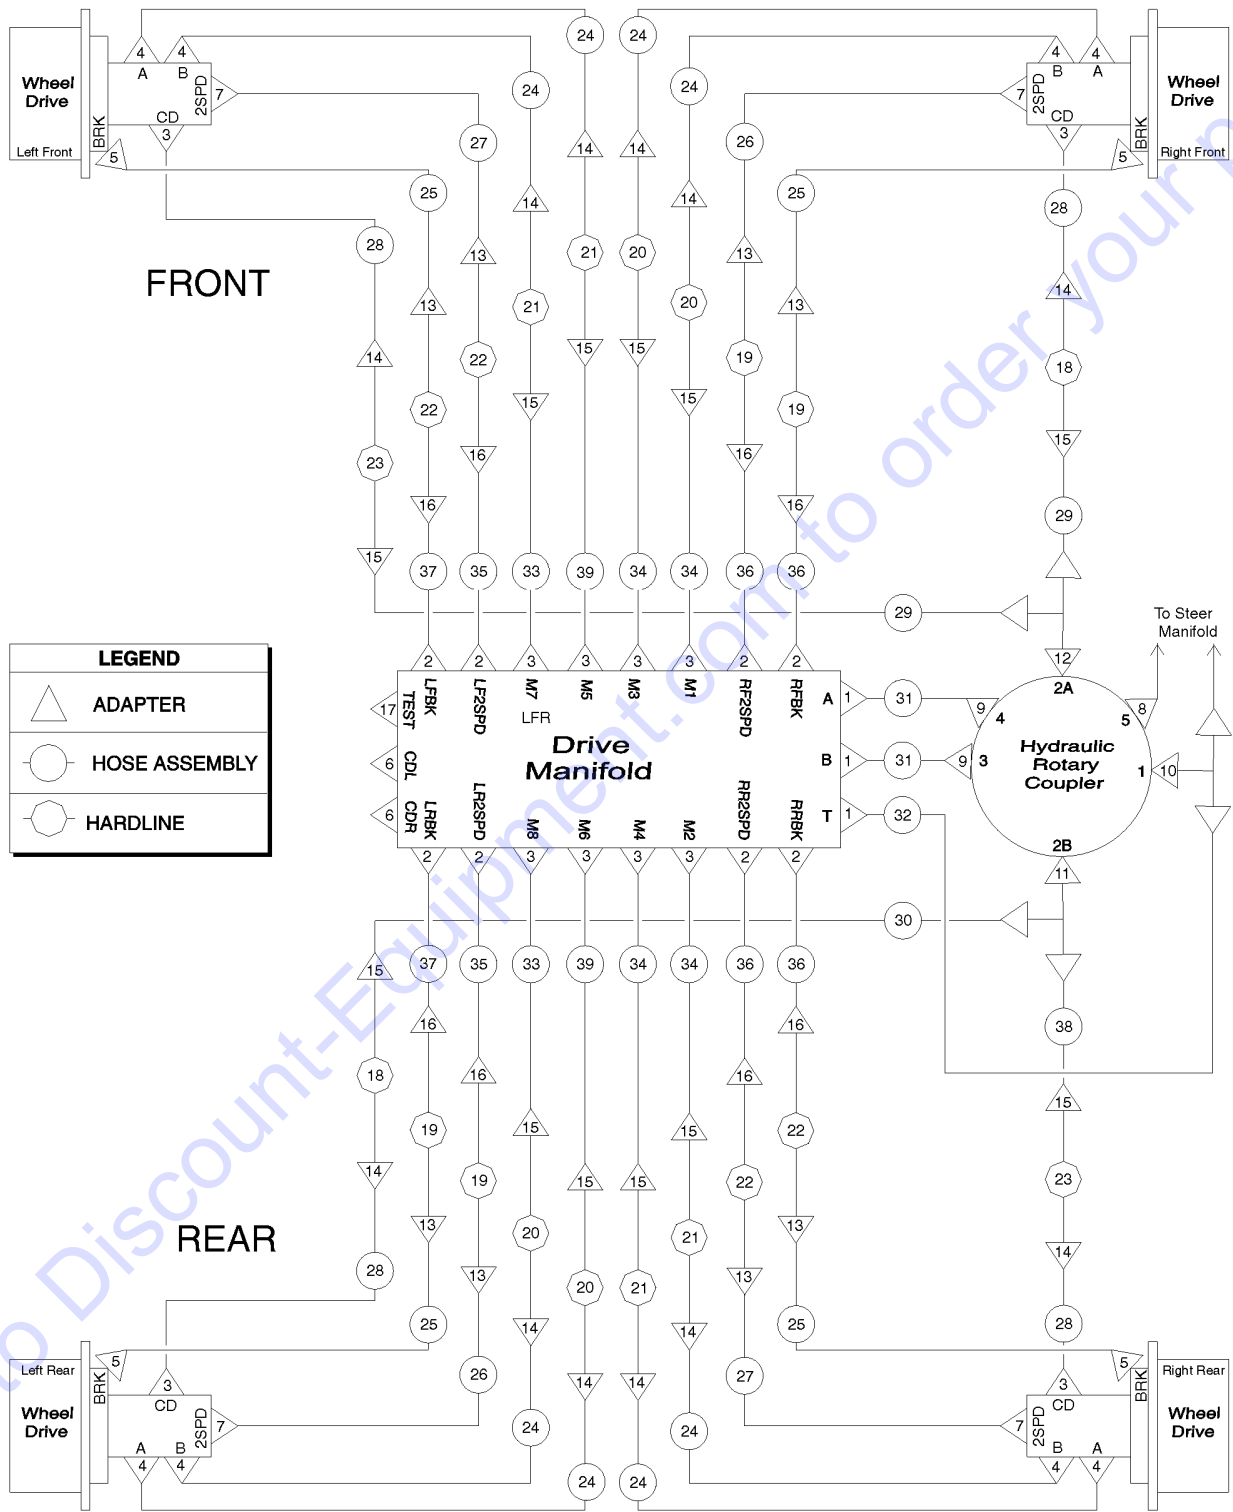 24
24
4
4
4
4
Wheel
Drive
A
B
2SPD
7
24
24
B
A
2SPD
7
Wheel
Drive
CD
3
BRK
5
Left Front
27
14
14
26
CD
3
BRK
5
Right Front
25
14
14
25
28
28
13
21
20
13
FRONT
13
21
20
13
14
14
22
15
15
19
18
22
15
15
19
15
23
16
16
16
16
29
15
37
35
33
39
34
34
36
36
29
To Steer
Manifold
LEGEND
ADAPTER
HOSE ASSEMBLY
HARDLINE
2
2
3
3
3
3
2
2
12
17
TEST
LFBK
LF2SPD
M7
M5
M3
M1
RF2SPD
RFBK
A
1
31
9
4
2A
5
8
LFR
Drive
Manifold
6
CDL
B
1
31
9
3
Hydraulic
Rotary
Coupler
1
10
6
CDR
LRBK
LR2SPD
M8
M6
M4
M2
RR2SPD
RRBK
T
1
32
2B
2
2
3
3
3
3
2
2
11
30
15
37
35
33
39
34
34
36
36
38
16
16
16
16
18
15
15
15
19
22
14
19
15
15
22
23
REAR
13
20
21
13
14
28
13
20
21
13
25
14
14
25
28
Left Rear
5
BRK
3
CD
26
14
14
27
3
CD
5
BRK
Right Rear
Wheel
Drive
2SPD
7
A
B
24
24
2SPD
7
B
A
Wheel
Drive
4
4
24
24
4
4
to Discount-Equipment.com to order your p